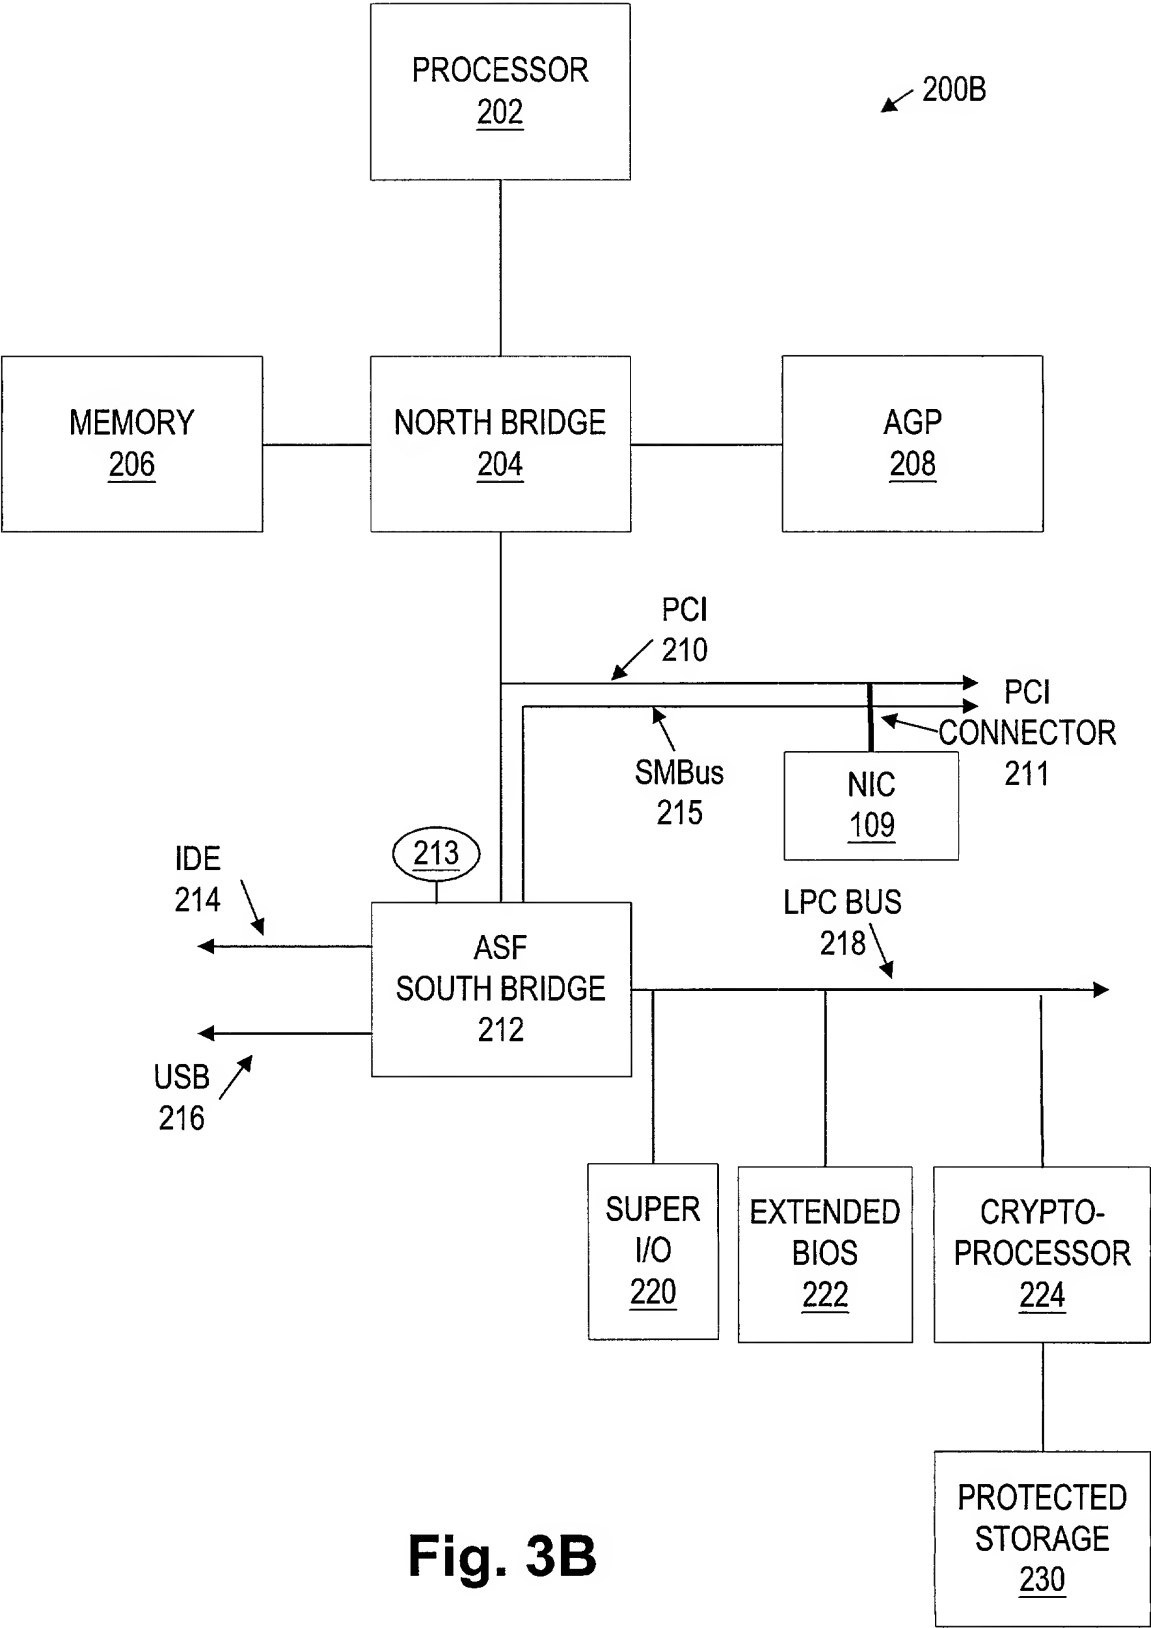 PROCESSOR
202
200B
MEMORY
206
NORTH BRIDGE
204
AGP
208
PCI
210
PCI
CONNECTOR
211
SMBus
215
NIC
109
213
IDE
214
ASF
SOUTH BRIDGE
212
LPC BUS
218
USB
216
SUPER
I/O
220
EXTENDED
BIOS
222
CRYPTO-
PROCESSOR
224
PROTECTED
STORAGE
230
Fig. 3B